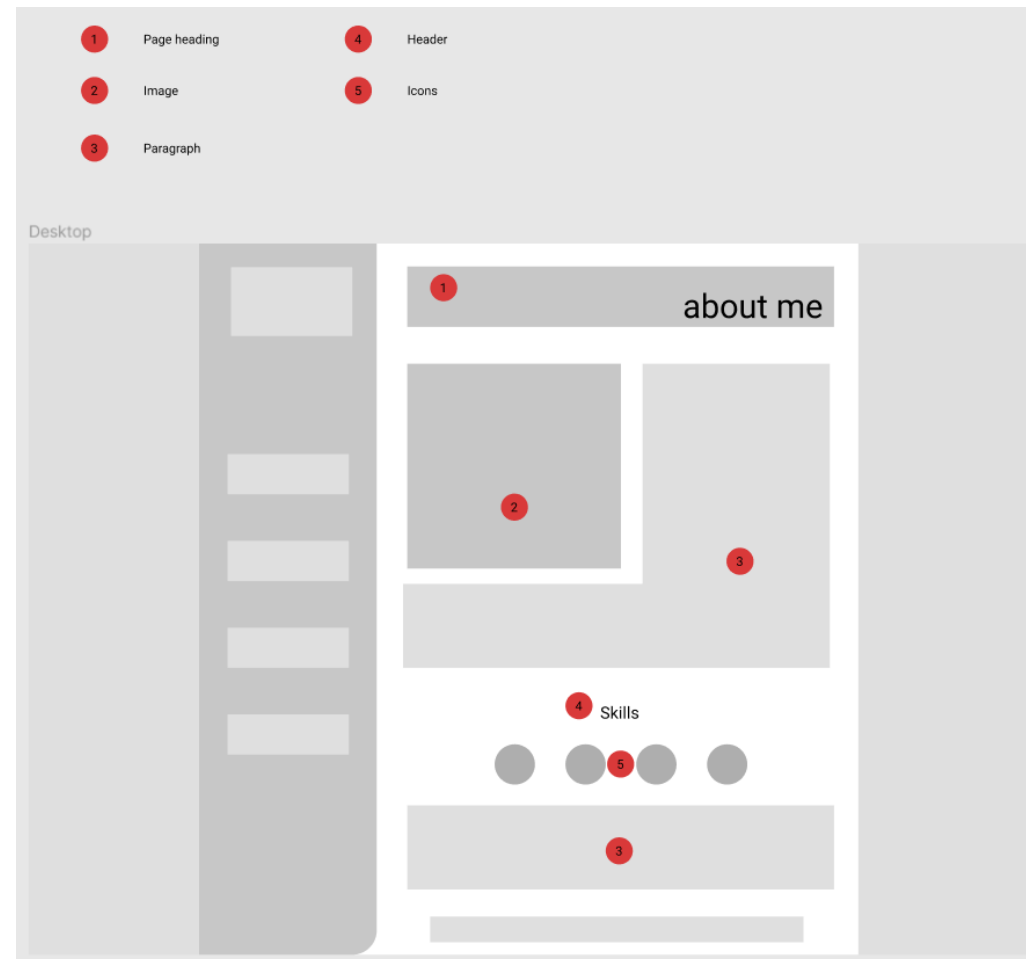 1 Page heading 4 Header
2 Image 5 Icons
3 Paragraph
Desktop
1
about me
2
3
4 Skills
5
3